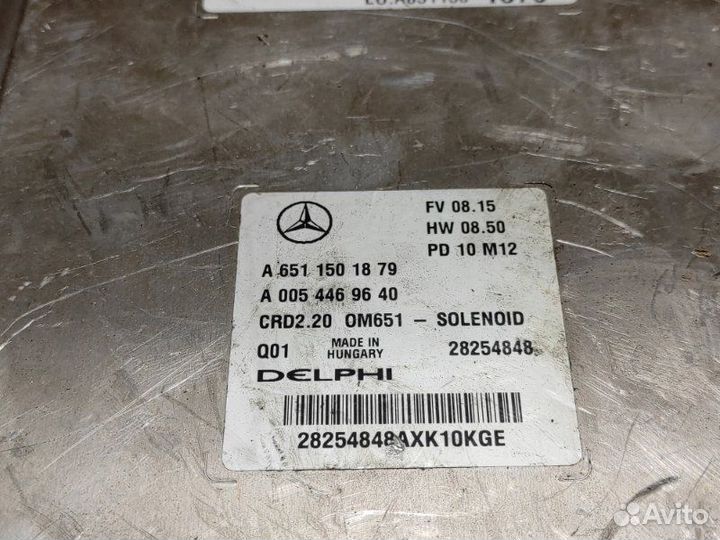 FV 08.15
HW 08.50
PD 10 M12
A 651 150 18 79
A 005 446 96 40
CRD2.20 OM651 – SOLENOID
Q01 MADE IN HUNGARY 28254848
DELPHI
28254848AXK10KGE
Avito